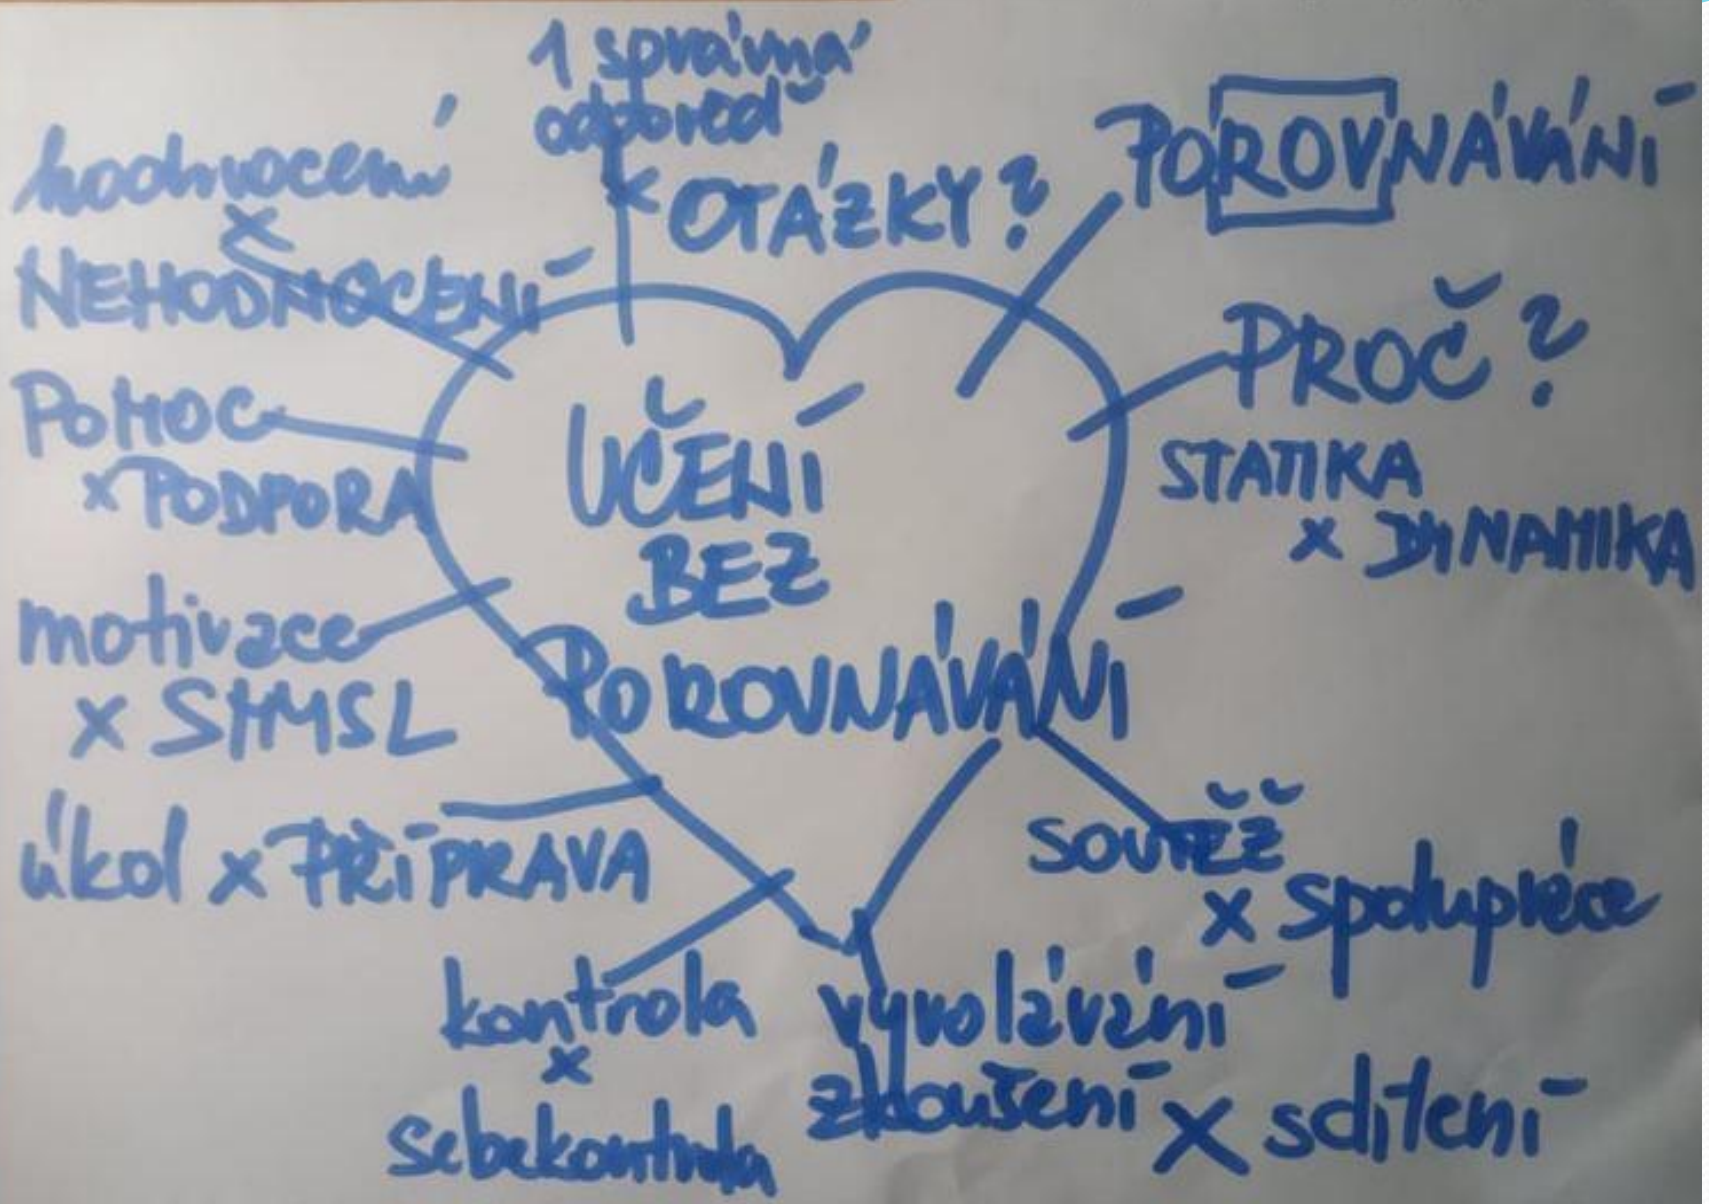 1 správná
odpověď
× OTÁZKY?
POROVNÁVÁNÍ
hodnocení
×
NEHODNOCENÍ
PROČ?
STATIKA
× DYNAMIKA
POMOC
× PODPORA
UČENÍ
BEZ
POROVNÁVÁNÍ
motivace
× SMYSL
úkol × PŘÍPRAVA
SOUTĚŽ
× spolupráce
kontrola
×
sebekontrola
vyvolávání
zkoušení × sdílení